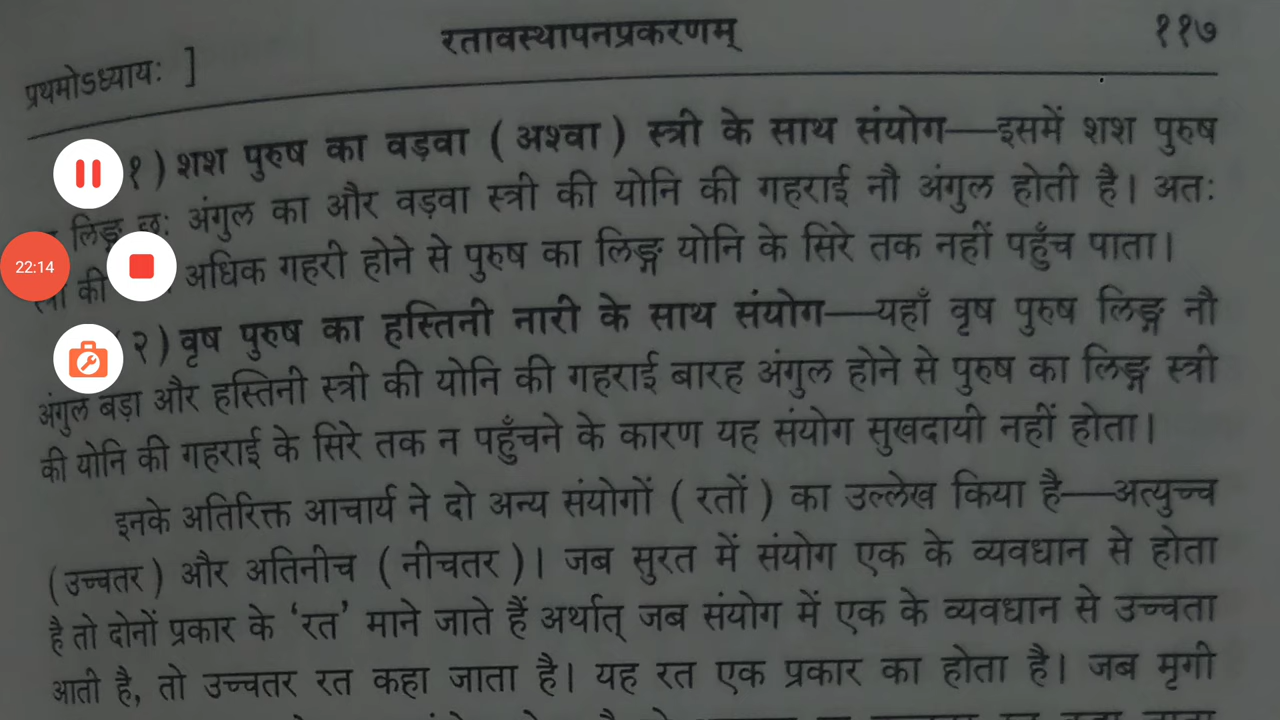 रतावस्थापनप्रकरणम्
११७
प्रथमोऽध्यायः ]
१) शश पुरुष का वड़वा ( अश्वा ) स्त्री के साथ संयोग—इसमें शश पुरुष
लिङ्ग छः अंगुल का और वड़वा स्त्री की योनि की गहराई नौ अंगुल होती है। अतः
22:14
की अधिक गहरी होने से पुरुष का लिङ्ग योनि के सिरे तक नहीं पहुँच पाता।
२) वृष पुरुष का हस्तिनी नारी के साथ संयोग—यहाँ वृष पुरुष लिङ्ग नौ
अंगुल बड़ा और हस्तिनी स्त्री की योनि की गहराई बारह अंगुल होने से पुरुष का लिङ्ग स्त्री
की योनि की गहराई के सिरे तक न पहुँचने के कारण यह संयोग सुखदायी नहीं होता।
इनके अतिरिक्त आचार्य ने दो अन्य संयोगों ( रतों ) का उल्लेख किया है—अत्युच्च
(उच्चतर) और अतिनीच ( नीचतर )। जब सुरत में संयोग एक के व्यवधान से होता
है तो दोनों प्रकार के ‘रत’ माने जाते हैं अर्थात् जब संयोग में एक के व्यवधान से उच्चता
आती है, तो उच्चतर रत कहा जाता है। यह रत एक प्रकार का होता है। जब मृगी